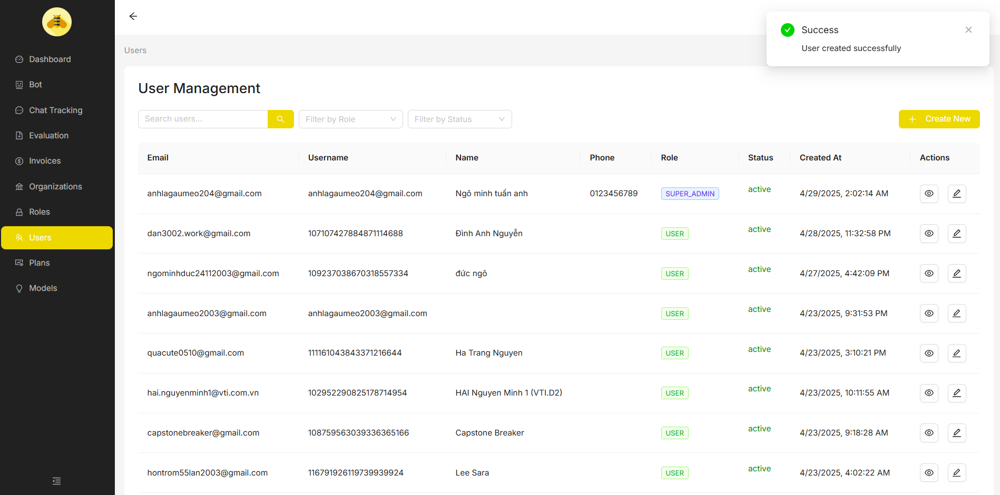 Success
User created successfully
Dashboard
Bot
Chat Tracking
Evaluation
Invoices
Organizations
Roles
Users
Plans
Models
Users
User Management
Search users...
Filter by Role
Filter by Status
Create New
Email Username Name Phone Role Status Created At Actions
anhlagaumeo204@gmail.com anhlagaumeo204@gmail.com Ngô minh tuấn anh 0123456789 SUPER_ADMIN active 4/29/2025, 2:02:14 AM
dan3002.work@gmail.com 107107427884871114688 Đình Anh Nguyễn USER active 4/28/2025, 11:32:58 PM
ngominhduc24112003@gmail.com 109237038670318557334 đức ngô USER active 4/27/2025, 4:42:09 PM
anhlagaumeo2003@gmail.com anhlagaumeo2003@gmail.com USER active 4/23/2025, 9:31:53 PM
quacute0510@gmail.com 111161043843371216644 Ha Trang Nguyen USER active 4/23/2025, 3:10:21 PM
hai.nguyenminh1@vti.com.vn 102952290825178714954 HAI Nguyen Minh 1 (VTI.D2) USER active 4/23/2025, 10:11:55 AM
capstonebreaker@gmail.com 108759563039336365166 Capstone Breaker USER active 4/23/2025, 9:18:28 AM
hontrom55lan2003@gmail.com 116791926119739939924 Lee Sara USER active 4/23/2025, 4:02:22 AM